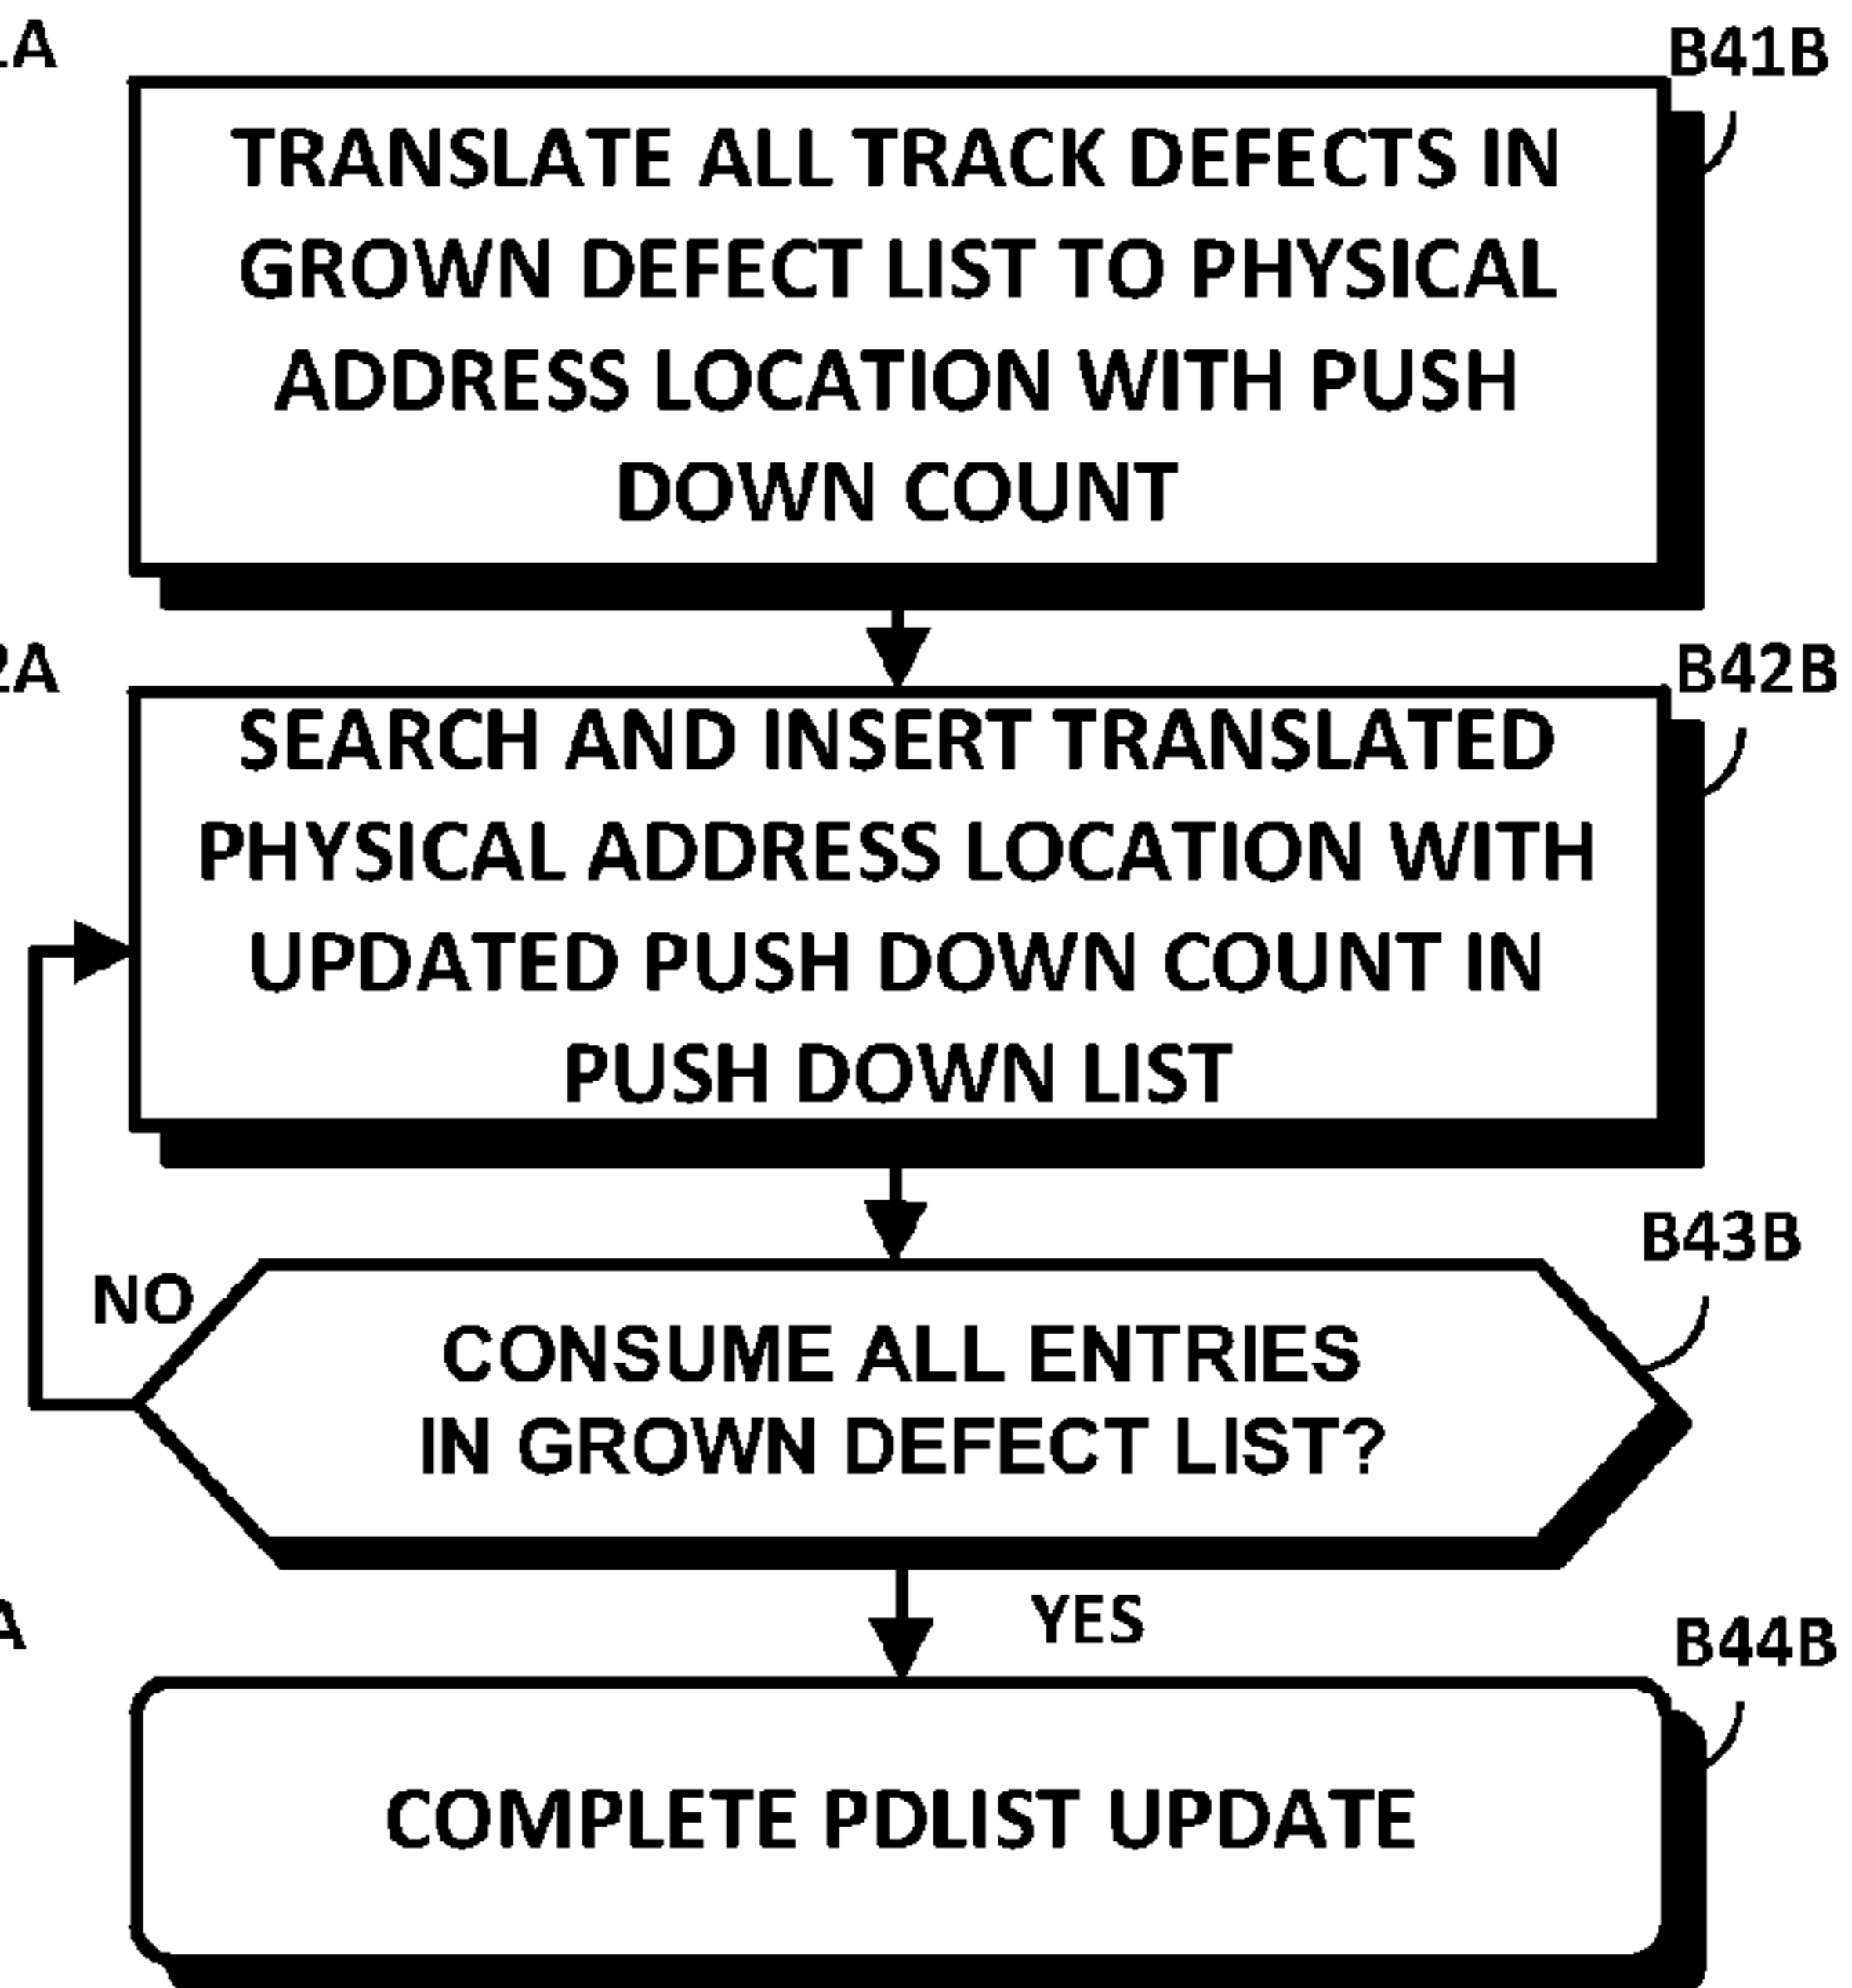 1A
B41B
TRANSLATE ALL TRACK DEFECTS IN
GROWN DEFECT LIST TO PHYSICAL
ADDRESS LOCATION WITH PUSH
DOWN COUNT
2A
B42B
SEARCH AND INSERT TRANSLATED
PHYSICAL ADDRESS LOCATION WITH
UPDATED PUSH DOWN COUNT IN
PUSH DOWN LIST
B43B
NO
CONSUME ALL ENTRIES
IN GROWN DEFECT LIST?
YES
A
B44B
COMPLETE PDLIST UPDATE